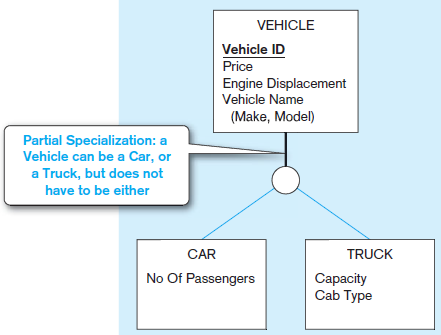 VEHICLE
Vehicle ID
Price
Engine Displacement
Vehicle Name
(Make, Model)
Partial Specialization: a
Vehicle can be a Car, or
a Truck, but does not
have to be either
CAR
No Of Passengers
TRUCK
Capacity
Cab Type